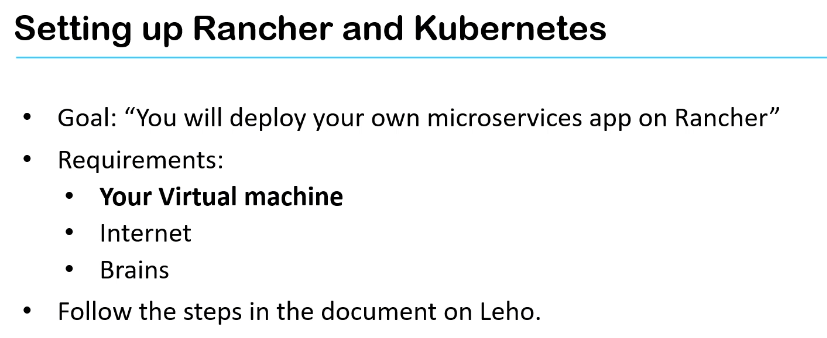 Setting up Rancher and Kubernetes
• Goal: “You will deploy your own microservices app on Rancher”
• Requirements:
• Your Virtual machine
• Internet
• Brains
• Follow the steps in the document on Leho.